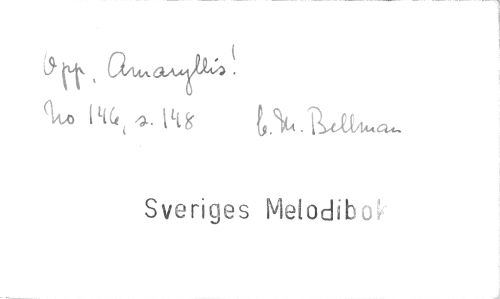 Opp, Amaryllis!
No 146, s. 148 C. M. Bellman
Sveriges Melodibok